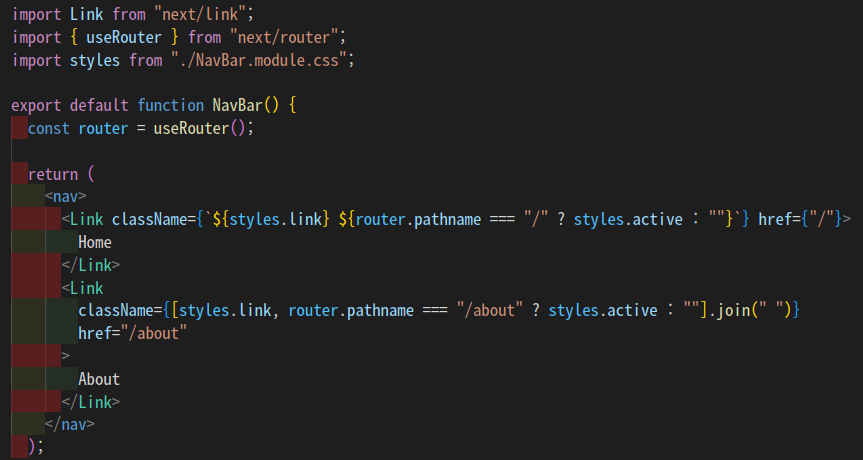 import Link from "next/link";
import { useRouter } from "next/router";
import styles from "./NavBar.module.css";
export default function NavBar() {
const router = useRouter();
return (
<nav>
<Link className={`${styles.link} ${router.pathname === "/" ? styles.active : ""}`} href={"/"}>
Home
</Link>
<Link
className={[styles.link, router.pathname === "/about" ? styles.active : ""].join(" ")}
href="/about"
>
About
</Link>
</nav>
);